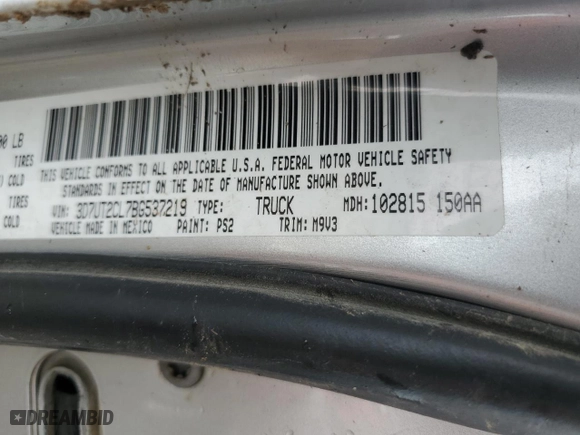 00 LB
TIRES
COLD
TIRES
COLD
THIS VEHICLE CONFORMS TO ALL APPLICABLE U.S.A. FEDERAL MOTOR VEHICLE SAFETY
STANDARDS IN EFFECT ON THE DATE OF MANUFACTURE SHOWN ABOVE.
VIN: 3D7UT2CL7BG537219 TYPE: TRUCK MDH: 102815 150AA
VEHICLE MADE IN MEXICO PAINT: PS2 TRIM: M9V3
DREAMBID